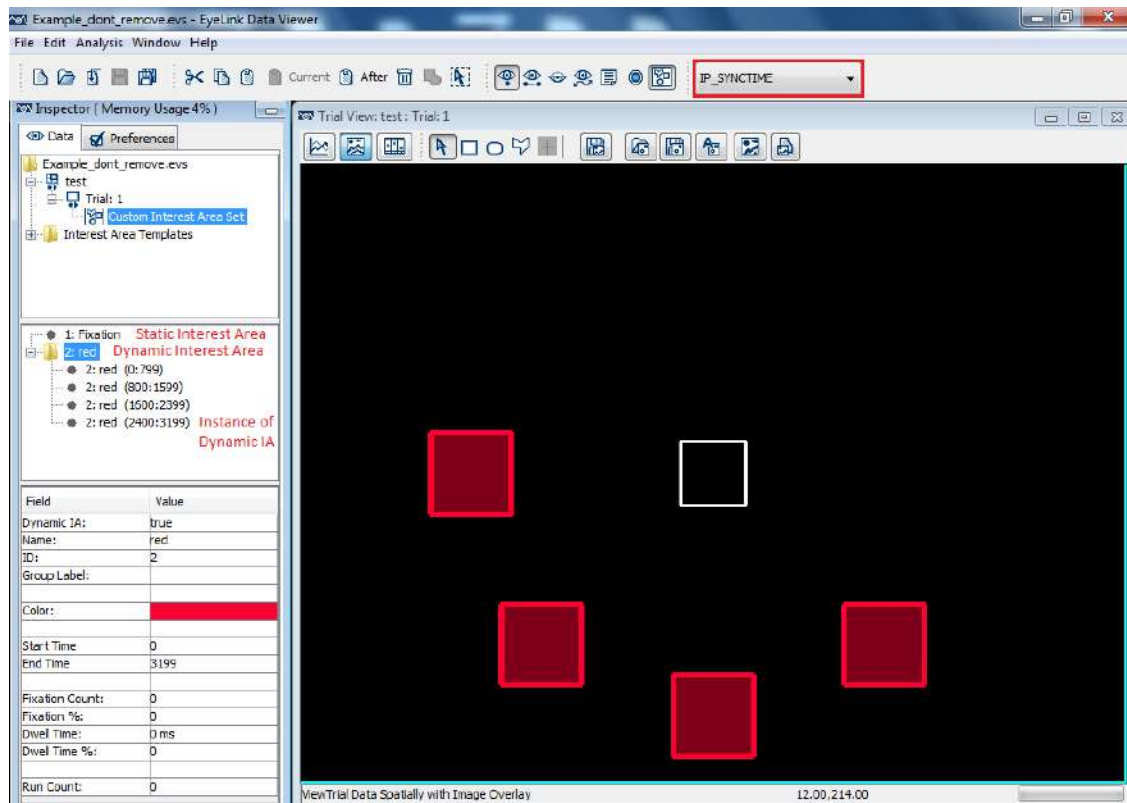 Example_dont_remove.evs - EyeLink Data Viewer
File Edit Analysis Window Help
Current After IP_SYNCTIME
Inspector ( Memory Usage 4% )
Data Preferences
Example_dont_remove.evs
test
Trial: 1
Custom Interest Area Set
Interest Area Templates
1: Fixation Static Interest Area
2: red Dynamic Interest Area
2: red (0:799)
2: red (800:1599)
2: red (1600:2399)
2: red (2400:3199) Instance of
Dynamic IA
Field Value
Dynamic IA: true
Name: red
ID: 2
Group Label:
Color:
Start Time 0
End Time 3199
Fixation Count: 0
Fixation %: 0
Dwel Time: 0 ms
Dwel Time %: 0
Run Count: 0
Trial View: test : Trial: 1
ViewTrial Data Spatially with Image Overlay 12.00,214.00